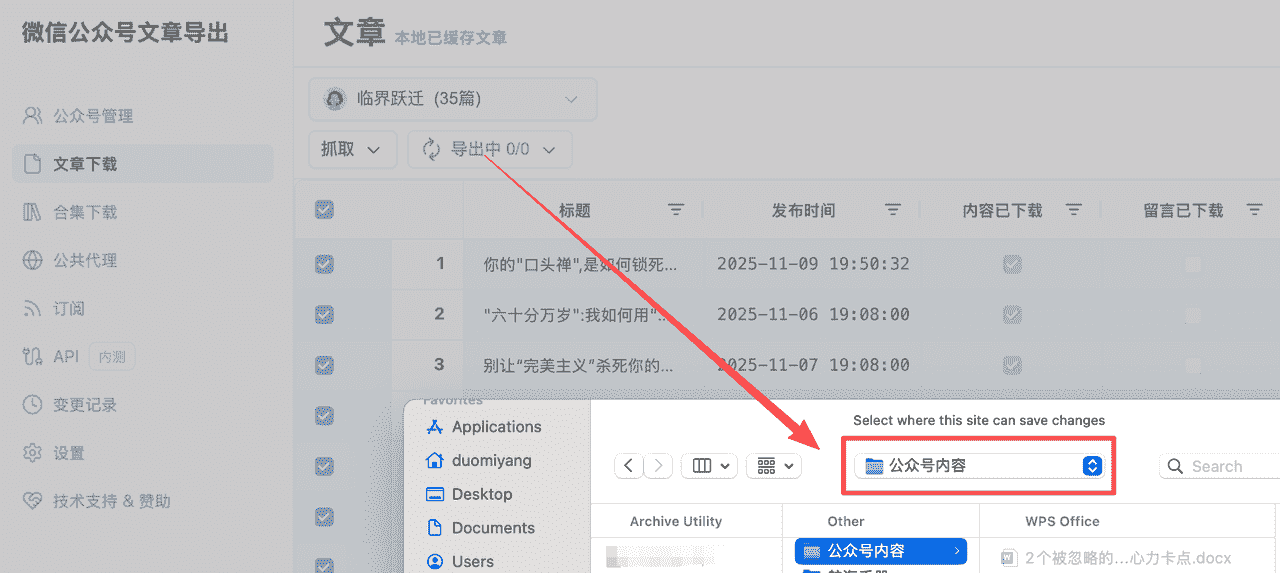 微信公众号文章导出
文章 本地已缓存文章
公众号管理
文章下载
合集下载
公共代理
订阅
API 内测
变更记录
设置
技术支持 & 赞助
临界跃迁 (35篇)
抓取
导出中 0/0
标题 发布时间 内容已下载 留言已下载
1 你的"口头禅",是如何锁死... 2025-11-09 19:50:32
2 "六十分万岁":我如何用"... 2025-11-06 19:08:00
3 别让“完美主义”杀死你的... 2025-11-07 19:08:00
Favorites
Applications
duomiyang
Desktop
Documents
Users
Select where this site can save changes
公众号内容
Search
Archive Utility Other WPS Office
公众号内容
2个被忽略的...心力卡点.docx